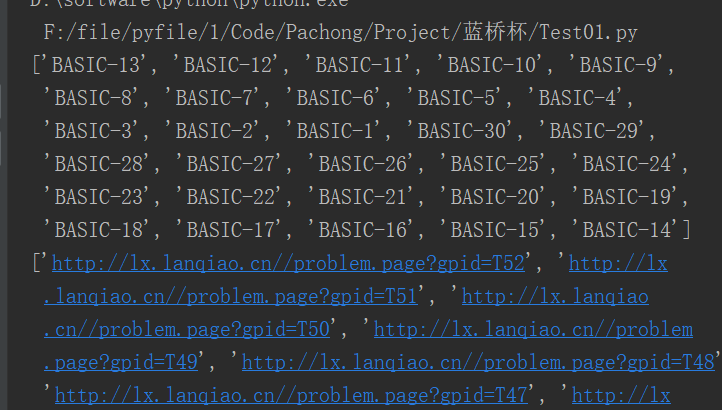 D:\software\python\python.exe
F:/file/pyfile/1/Code/Pachong/Project/蓝桥杯/Test01.py
['BASIC-13', 'BASIC-12', 'BASIC-11', 'BASIC-10', 'BASIC-9',
'BASIC-8', 'BASIC-7', 'BASIC-6', 'BASIC-5', 'BASIC-4',
'BASIC-3', 'BASIC-2', 'BASIC-1', 'BASIC-30', 'BASIC-29',
'BASIC-28', 'BASIC-27', 'BASIC-26', 'BASIC-25', 'BASIC-24',
'BASIC-23', 'BASIC-22', 'BASIC-21', 'BASIC-20', 'BASIC-19',
'BASIC-18', 'BASIC-17', 'BASIC-16', 'BASIC-15', 'BASIC-14']
['http://lx.lanqiao.cn//problem.page?gpid=T52', 'http://lx
.lanqiao.cn//problem.page?gpid=T51', 'http://lx.lanqiao
.cn//problem.page?gpid=T50', 'http://lx.lanqiao.cn//problem
.page?gpid=T49', 'http://lx.lanqiao.cn//problem.page?gpid=T48'
'http://lx.lanqiao.cn//problem.page?gpid=T47', 'http://lx